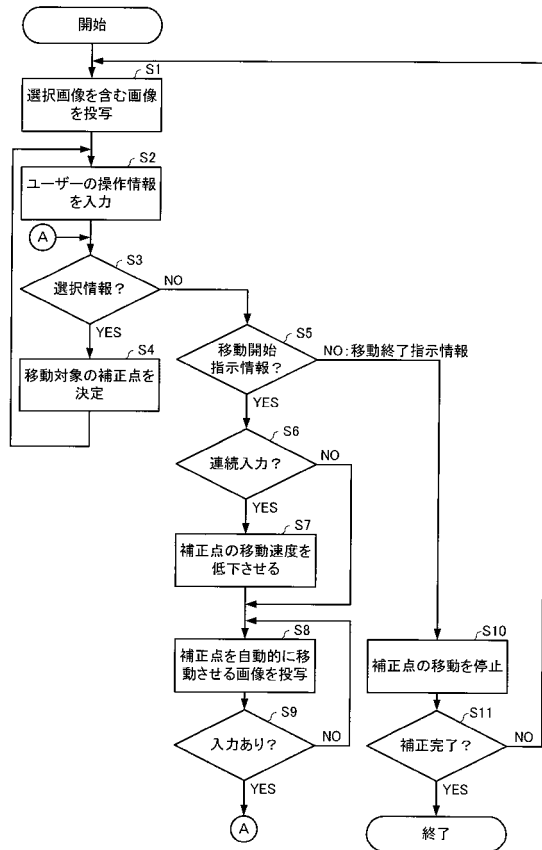 開始
S1
選択画像を含む画像
を投写
S2
ユーザーの操作情報
を入力
A
S3
選択情報？
NO
YES
S4
移動対象の補正点を
決定
S5
移動開始
指示情報？
NO：移動終了指示情報
YES
S6
連続入力？
NO
YES
S7
補正点の移動速度を
低下させる
S8
補正点を自動的に移
動させる画像を投写
S9
入力あり？
NO
YES
A
S10
補正点の移動を停止
S11
補正完了？
NO
YES
終了